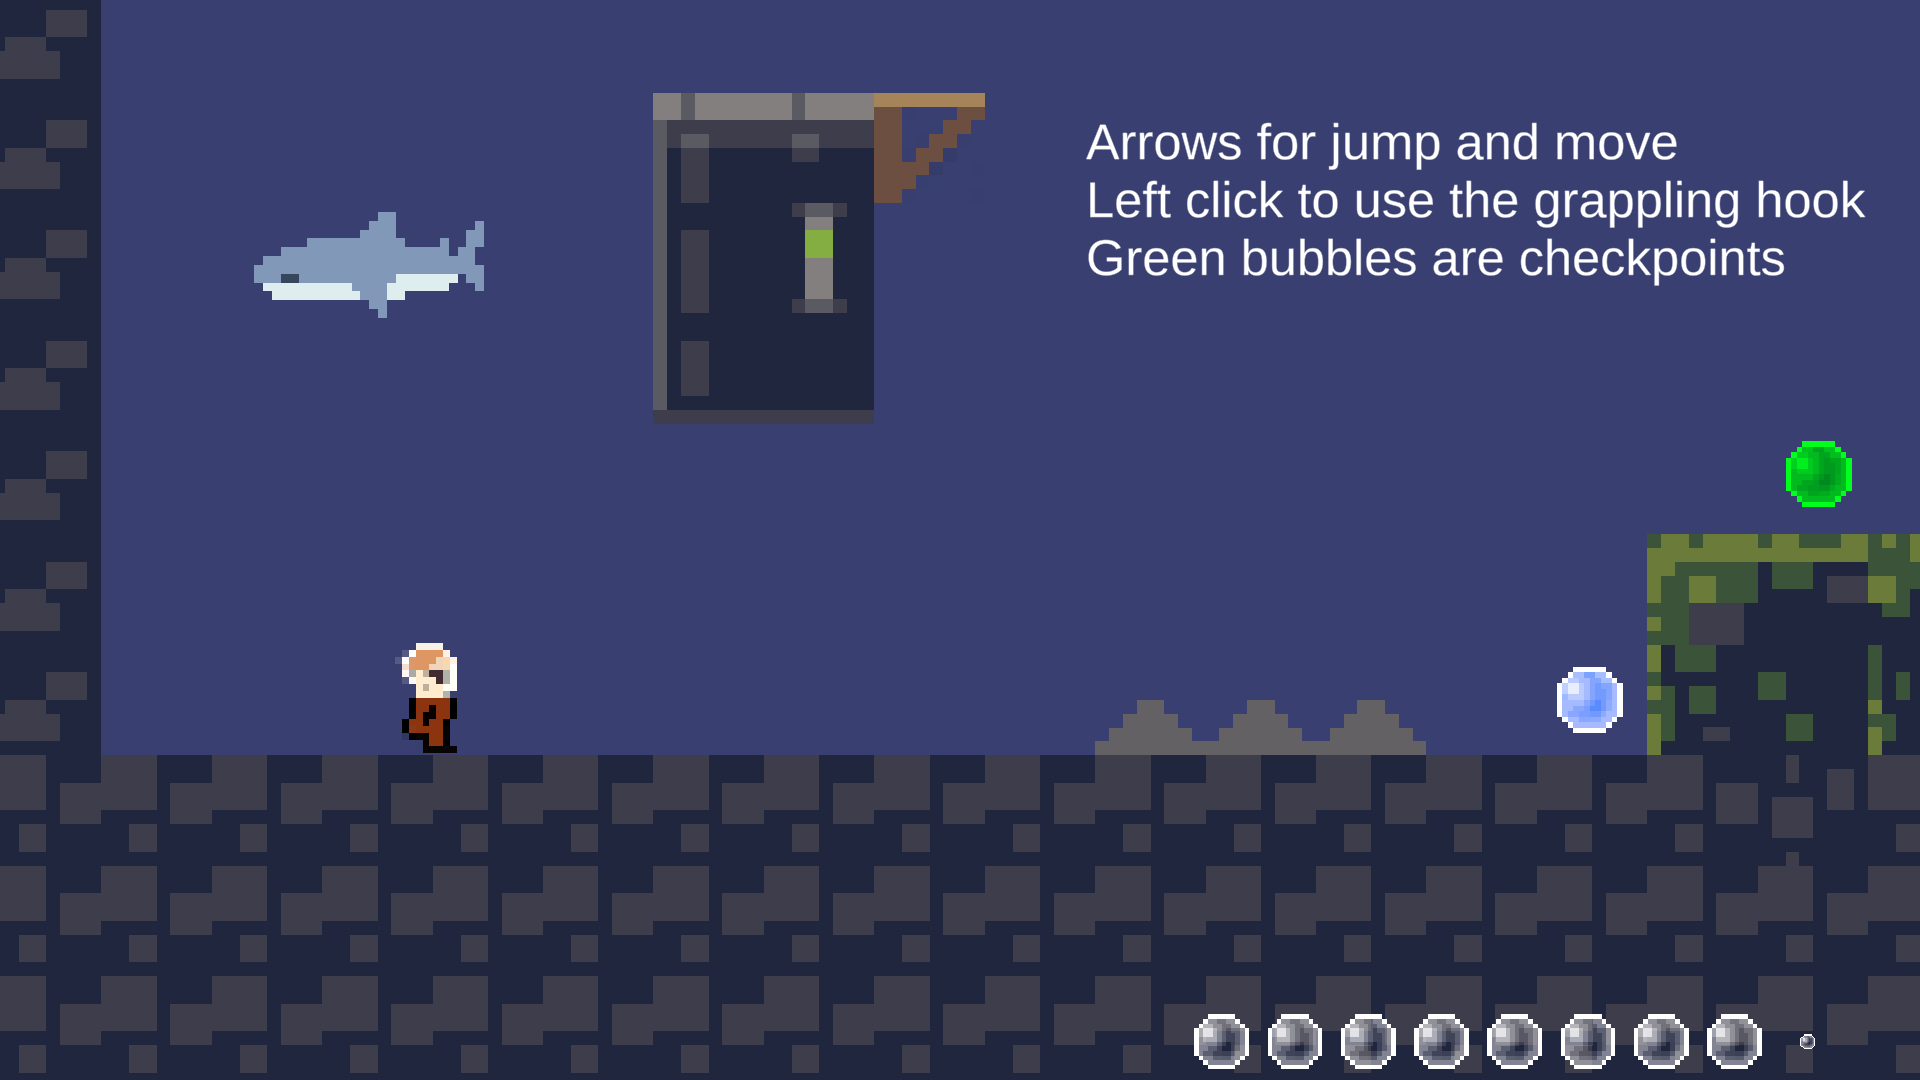 Arrows for jump and move
Left click to use the grappling hook
Green bubbles are checkpoints